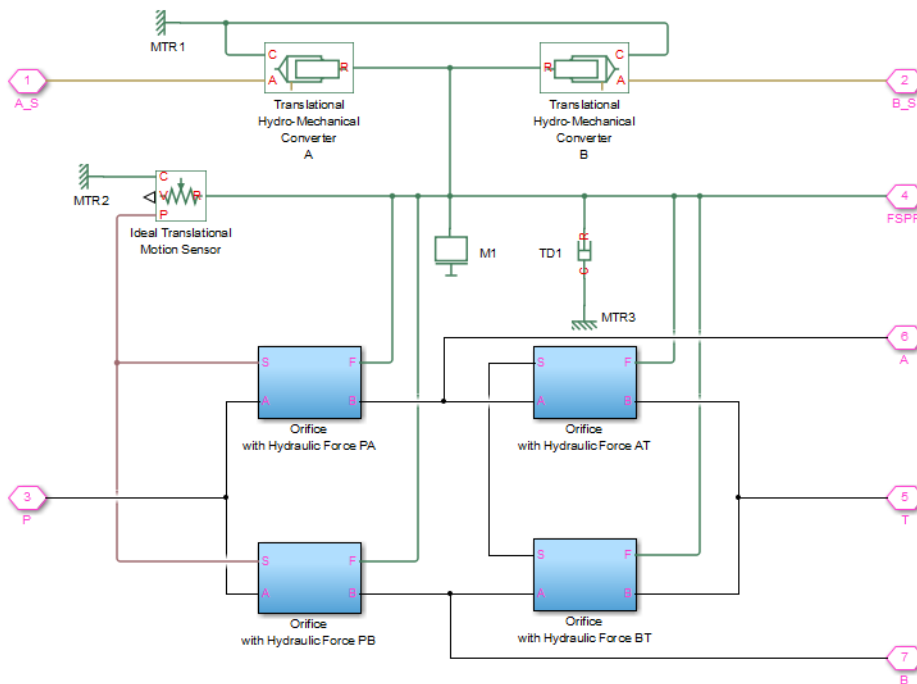 MTR1
C
A
R
Translational
Hydro-Mechanical
Converter
A
R
C
A
Translational
Hydro-Mechanical
Converter
B
1
A_S
2
B_S
MTR2
C
V
P
R
Ideal Translational
Motion Sensor
M1
TD1
R
C
MTR3
4
FSPR
S
F
A
B
Orifice
with Hydraulic Force PA
S
F
A
B
Orifice
with Hydraulic Force AT
6
A
3
P
5
T
S
F
A
B
Orifice
with Hydraulic Force PB
S
F
A
B
Orifice
with Hydraulic Force BT
7
B